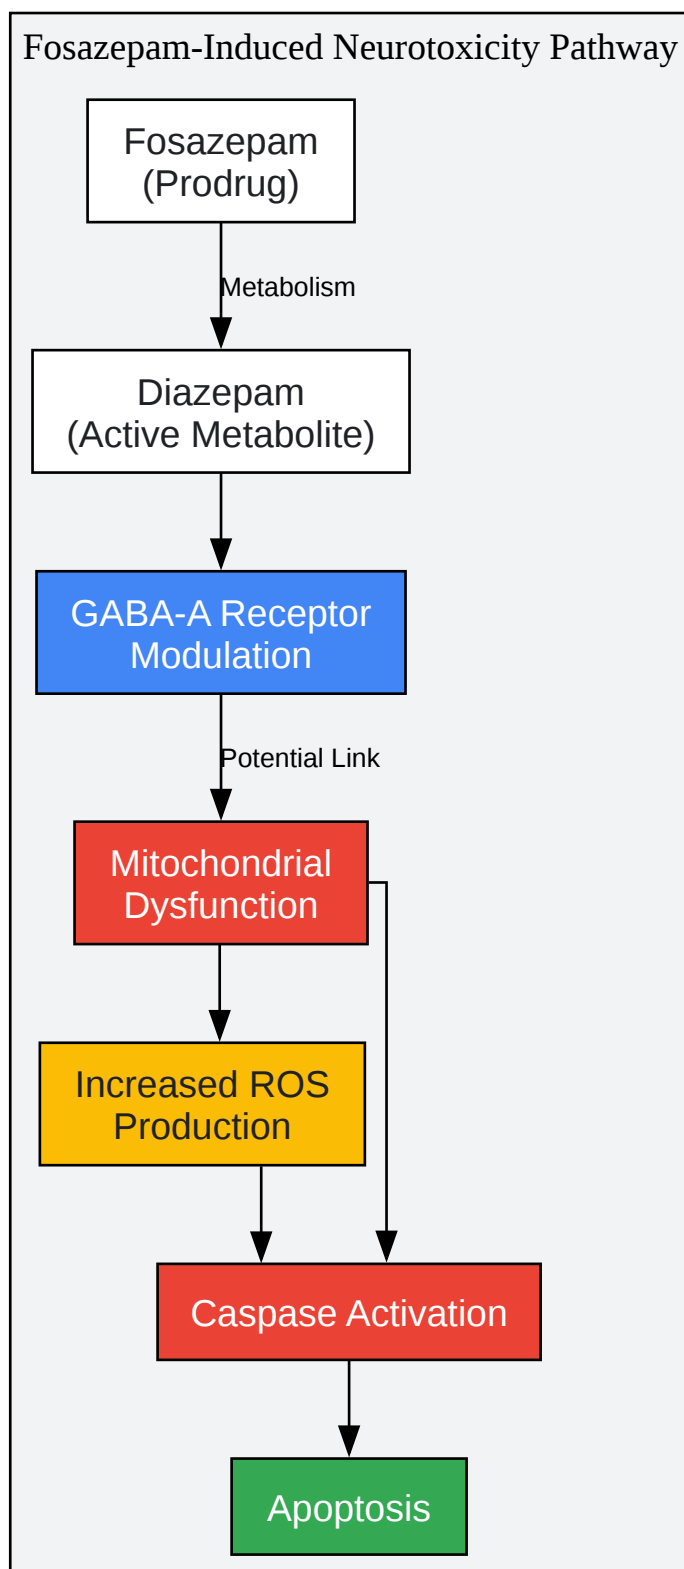 Fosazepam-Induced Neurotoxicity Pathway
Fosazepam
(Prodrug)
Metabolism
Diazepam
(Active Metabolite)
GABA-A Receptor
Modulation
Potential Link
Mitochondrial
Dysfunction
Increased ROS
Production
Caspase Activation
Apoptosis